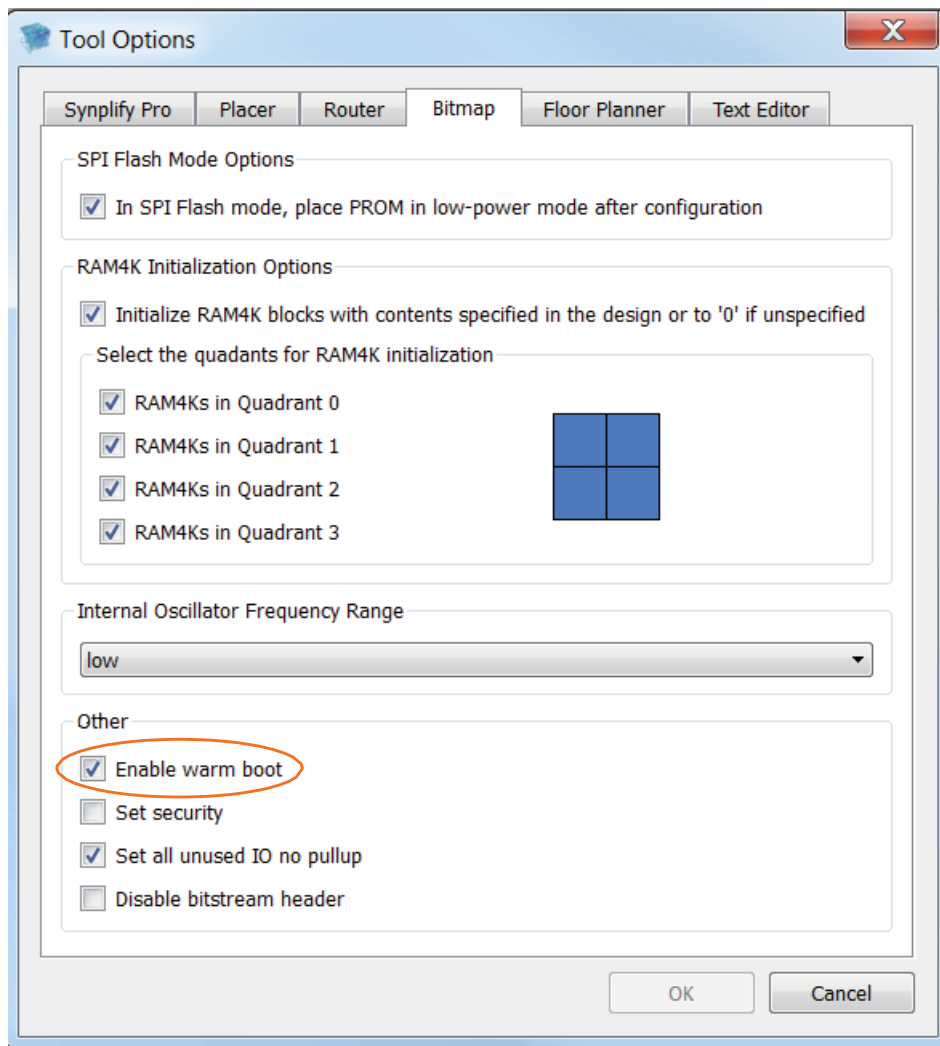 Tool Options
Synplify Pro Placer Router Bitmap Floor Planner Text Editor
SPI Flash Mode Options
In SPI Flash mode, place PROM in low-power mode after configuration
RAM4K Initialization Options
Initialize RAM4K blocks with contents specified in the design or to '0' if unspecified
Select the quadants for RAM4K initialization
RAM4Ks in Quadrant 0
RAM4Ks in Quadrant 1
RAM4Ks in Quadrant 2
RAM4Ks in Quadrant 3
Internal Oscillator Frequency Range
low
Other
Enable warm boot
Set security
Set all unused IO no pullup
Disable bitstream header
OK Cancel